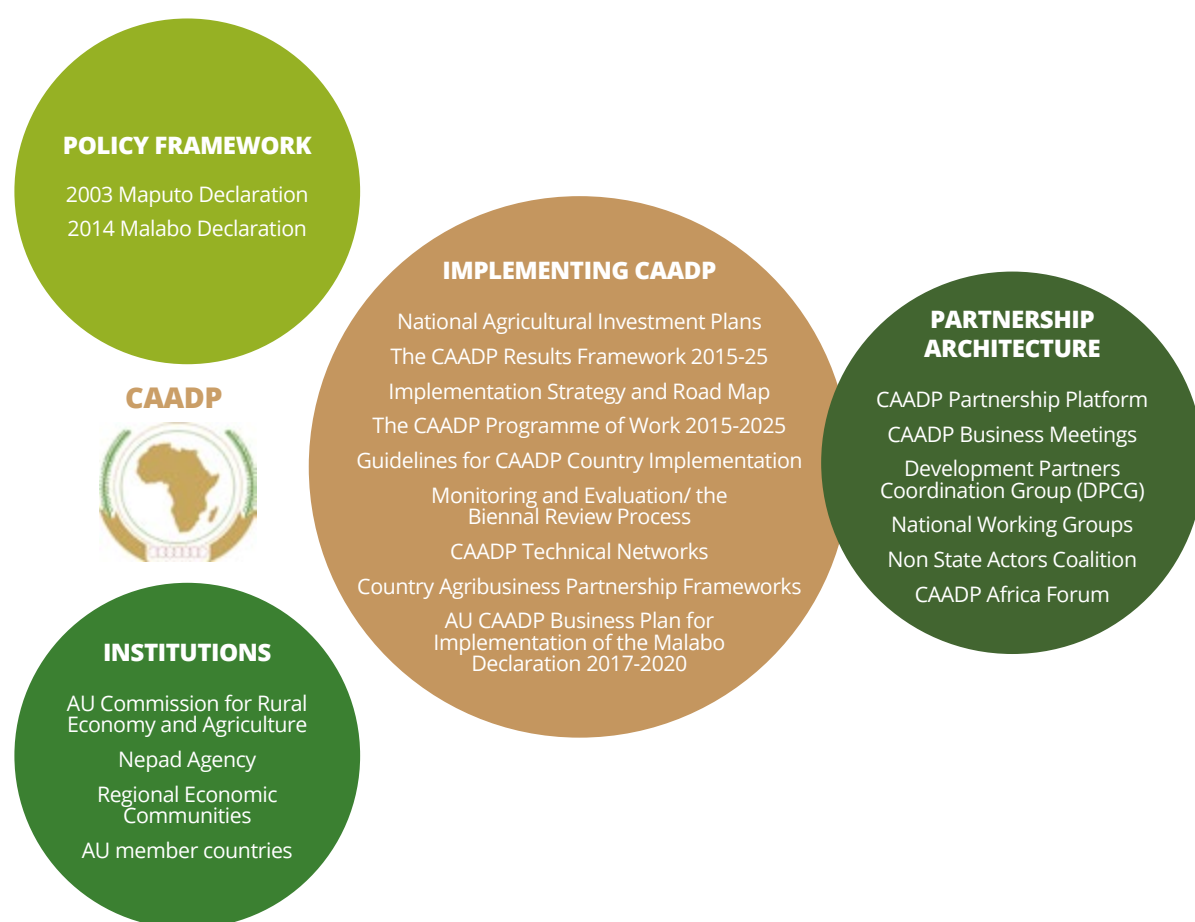 POLICY FRAMEWORK
2003 Maputo Declaration
2014 Malabo Declaration
CAADP
INSTITUTIONS
AU Commission for Rural
Economy and Agriculture
Nepad Agency
Regional Economic
Communities
AU member countries
IMPLEMENTING CAADP
National Agricultural Investment Plans
The CAADP Results Framework 2015-25
Implementation Strategy and Road Map
The CAADP Programme of Work 2015-2025
Guidelines for CAADP Country Implementation
Monitoring and Evaluation/ the
Biennal Review Process
CAADP Technical Networks
Country Agribusiness Partnership Frameworks
AU CAADP Business Plan for
Implementation of the Malabo
Declaration 2017-2020
PARTNERSHIP
ARCHITECTURE
CAADP Partnership Platform
CAADP Business Meetings
Development Partners
Coordination Group (DPCG)
National Working Groups
Non State Actors Coalition
CAADP Africa Forum